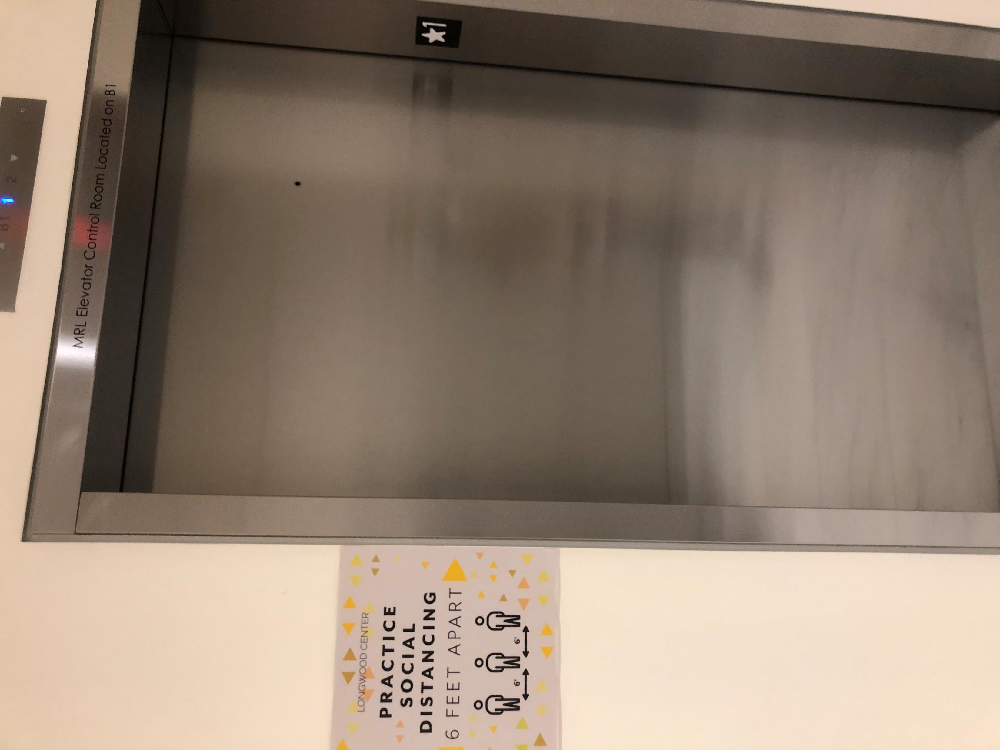 B1 1 2
MRL Elevator Control Room Located on B1
★1
LONGWOOD CENTER
PRACTICE
SOCIAL
DISTANCING
6 FEET APART
6' 6'